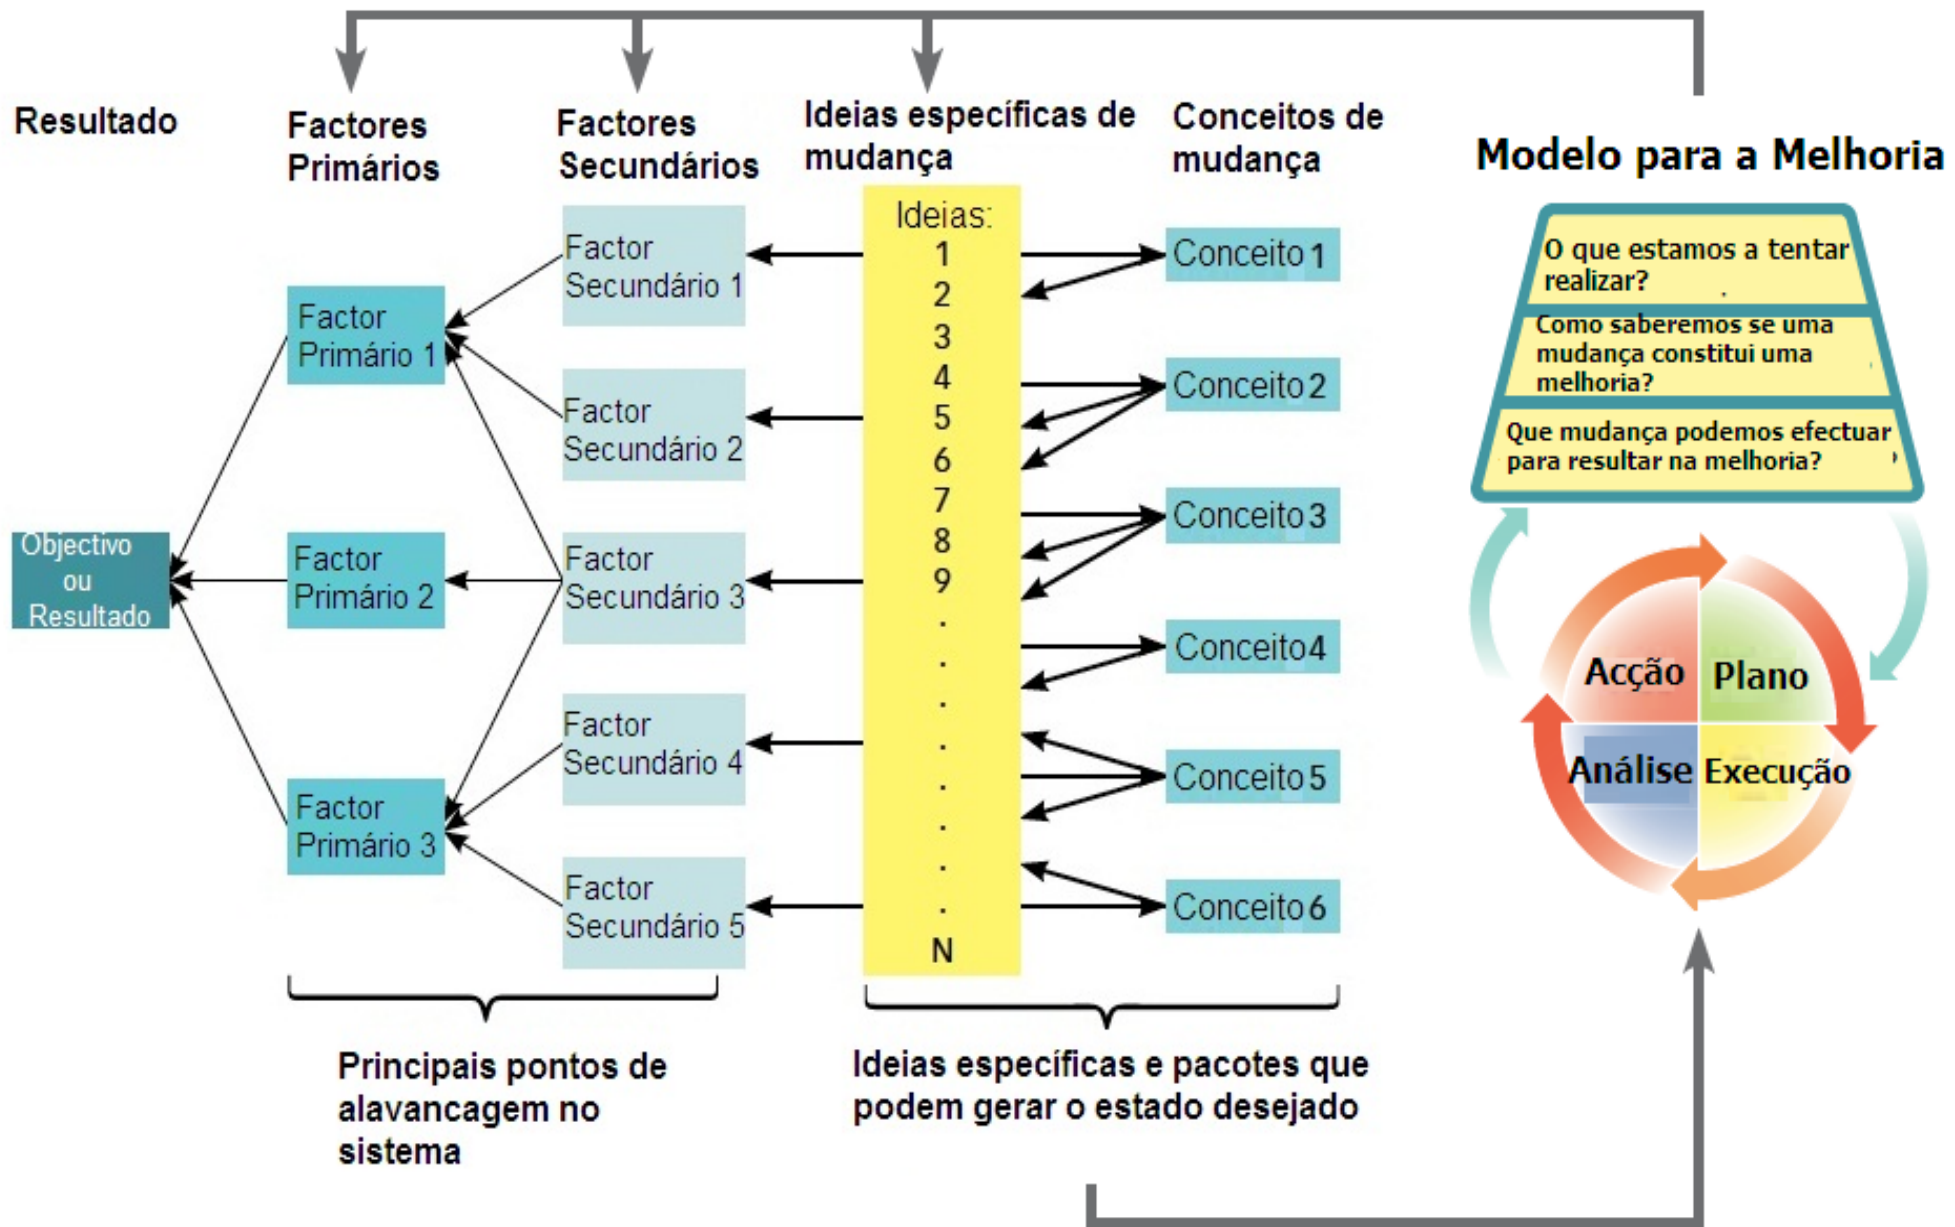 Resultado
Factores
Primários
Factores
Secundários
Ideias específicas de
mudança
Conceitos de
mudança
Modelo para a Melhoria
Objectivo
ou
Resultado
Factor
Primário 1
Factor
Primário 2
Factor
Primário 3
Factor
Secundário 1
Factor
Secundário 2
Factor
Secundário 3
Factor
Secundário 4
Factor
Secundário 5
Ideias:
1
2
3
4
5
6
7
8
9
.
.
.
.
.
.
.
.
N
Conceito 1
Conceito 2
Conceito 3
Conceito 4
Conceito 5
Conceito 6
O que estamos a tentar
realizar?
Como saberemos se uma
mudança constitui uma
melhoria?
Que mudança podemos efectuar
para resultar na melhoria?
Acção
Plano
Análise
Execução
Principais pontos de
alavancagem no
sistema
Ideias específicas e pacotes que
podem gerar o estado desejado